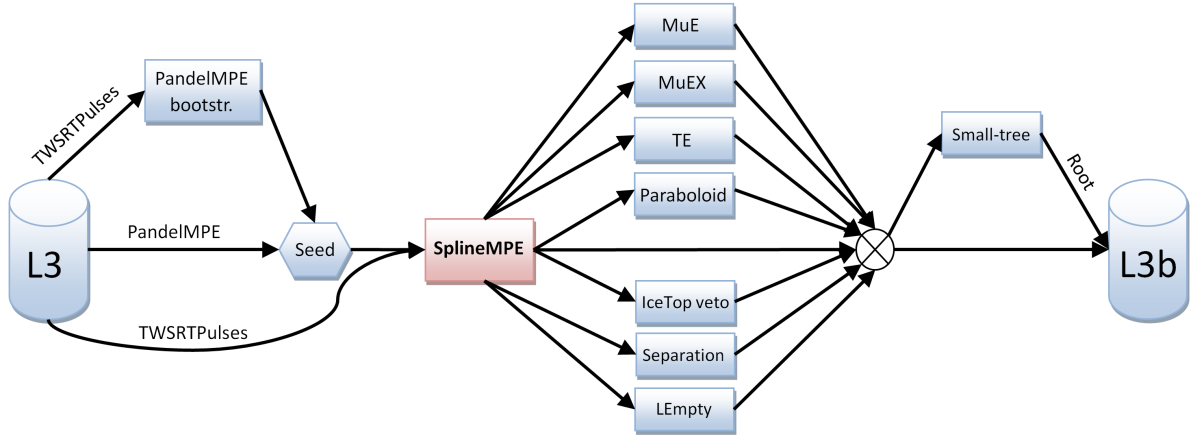 TWSRTPulses
PandelMPE
bootstr.
L3
PandelMPE
Seed
TWSRTPulses
SplineMPE
MuE
MuEX
TE
Paraboloid
IceTop veto
Separation
LEmpty
Small-tree
Root
L3b